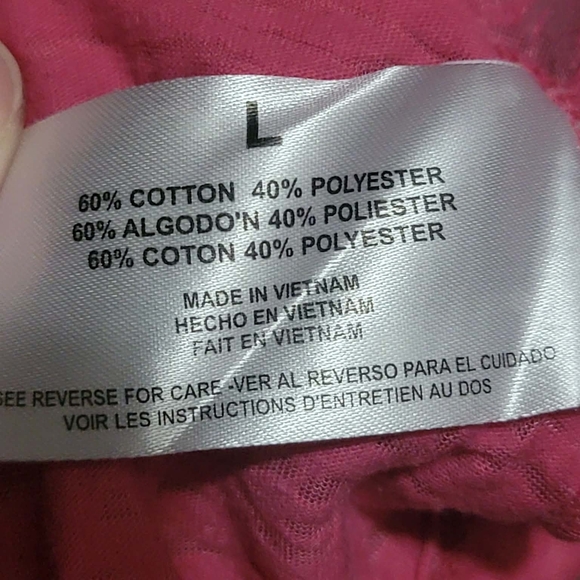 L
60% COTTON 40% POLYESTER
60% ALGODO'N 40% POLIESTER
60% COTON 40% POLYESTER
MADE IN VIETNAM
HECHO EN VIETNAM
FAIT EN VIETNAM
SEE REVERSE FOR CARE -VER AL REVERSO PARA EL CUIDADO
VOIR LES INSTRUCTIONS D'ENTRETIEN AU DOS